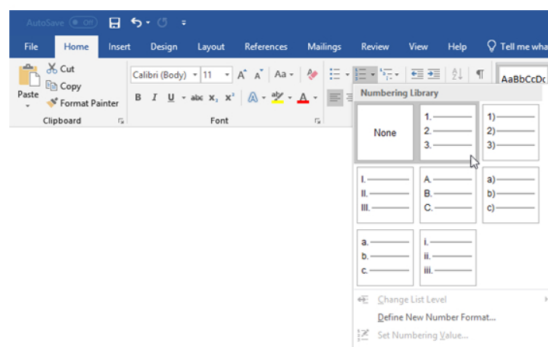 AutoSave On
File Home Insert Design Layout References Mailings Review View Help Tell me wha
Cut
Copy
Format Painter
Paste
Clipboard
Calibri (Body) 11 A A Aa A
B I U abc X₂ X² A ab A
Font
¶
AaBbCcDc
Numbering Library
None
1.
2.
3.
1)
2)
3)
I.
II.
III.
A.
B.
C.
a)
b)
c)
a.
b.
c.
i.
ii.
iii.
Change List Level
Define New Number Format...
Set Numbering Value...